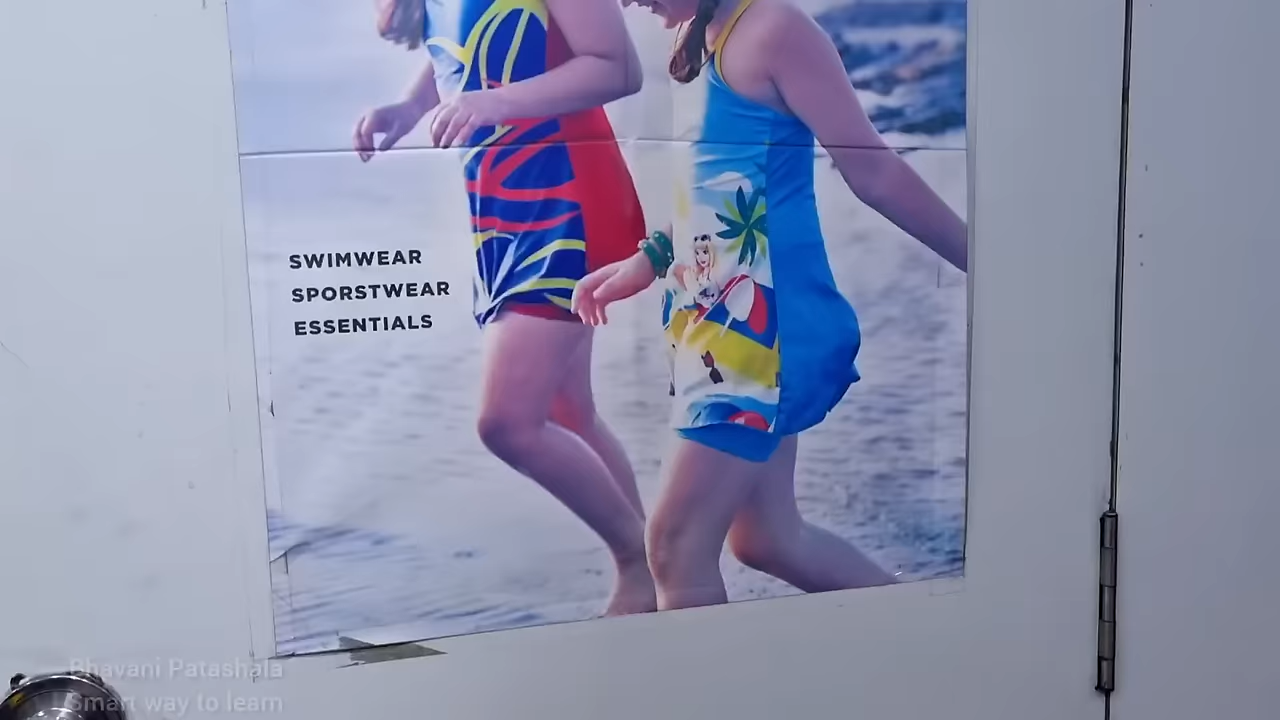 SWIMWEAR
SPORSTWEAR
ESSENTIALS
Bhavani Patashala
Smart way to learn